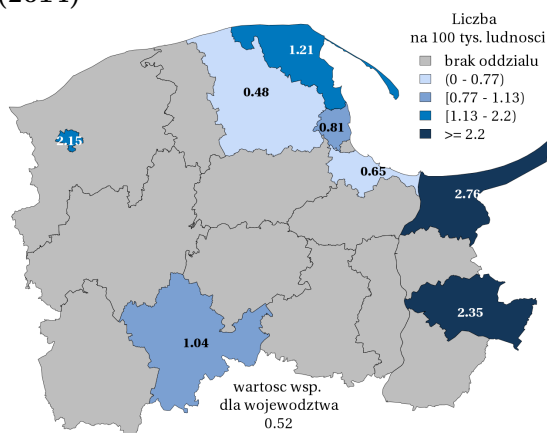 (2014)
Liczba
na 100 tys. ludnosci
brak oddzialu
(0 - 0.77)
[0.77 - 1.13)
[1.13 - 2.2)
>= 2.2
1.21
0.48
0.81
2.15
0.65
2.76
2.35
1.04
wartosc wsp.
dla wojewodztwa
0.52